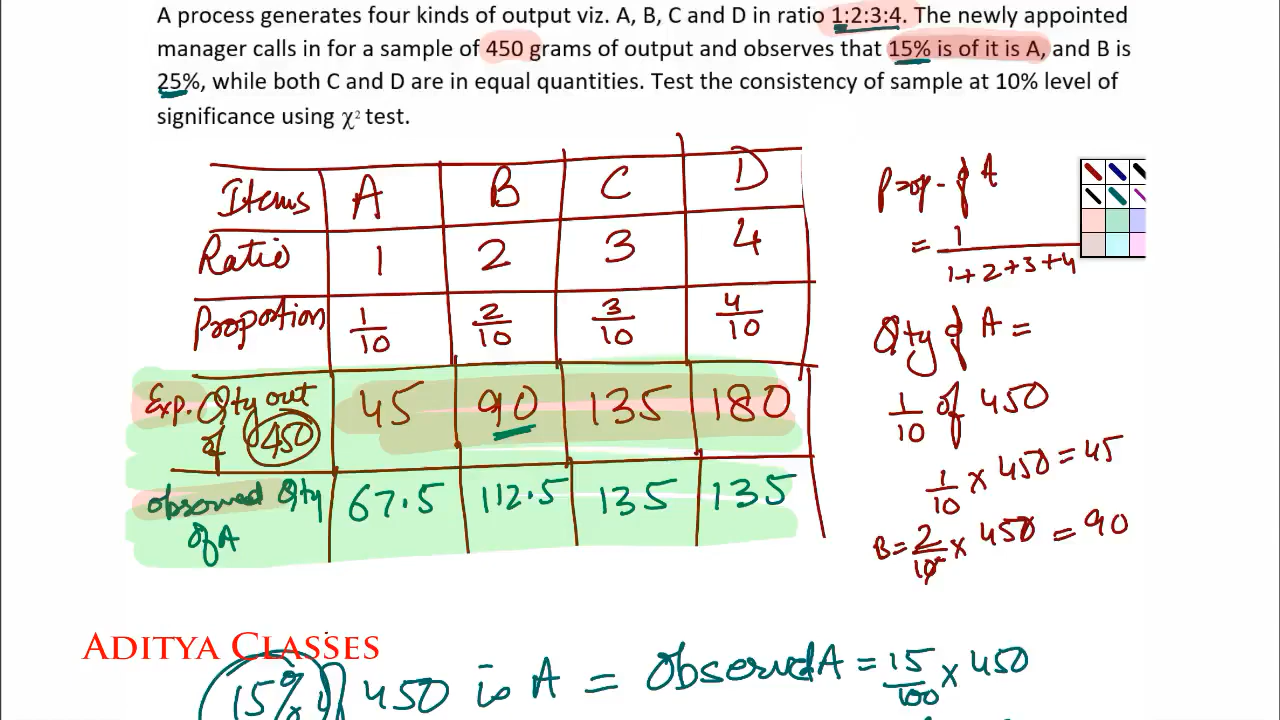 A process generates four kinds of output viz. A, B, C and D in ratio 1:2:3:4. The newly appointed
manager calls in for a sample of 450 grams of output and observes that 15% is of it is A, and B is
25%, while both C and D are in equal quantities. Test the consistency of sample at 10% level of
significance using χ² test.
Items A B C D
Ratio 1 2 3 4
Proportion 1/10 2/10 3/10 4/10
Exp. Qty out of 450 45 90 135 180
Observed Qty of A 67.5 112.5 135 135
Prop. of A
= 1/1+2+3+4
Qty of A =
1/10 of 450
1/10 × 450 = 45
B = 2/10 × 450 = 90
ADITYA CLASSES
15% 450 is A = Observed A = 15/100 × 450